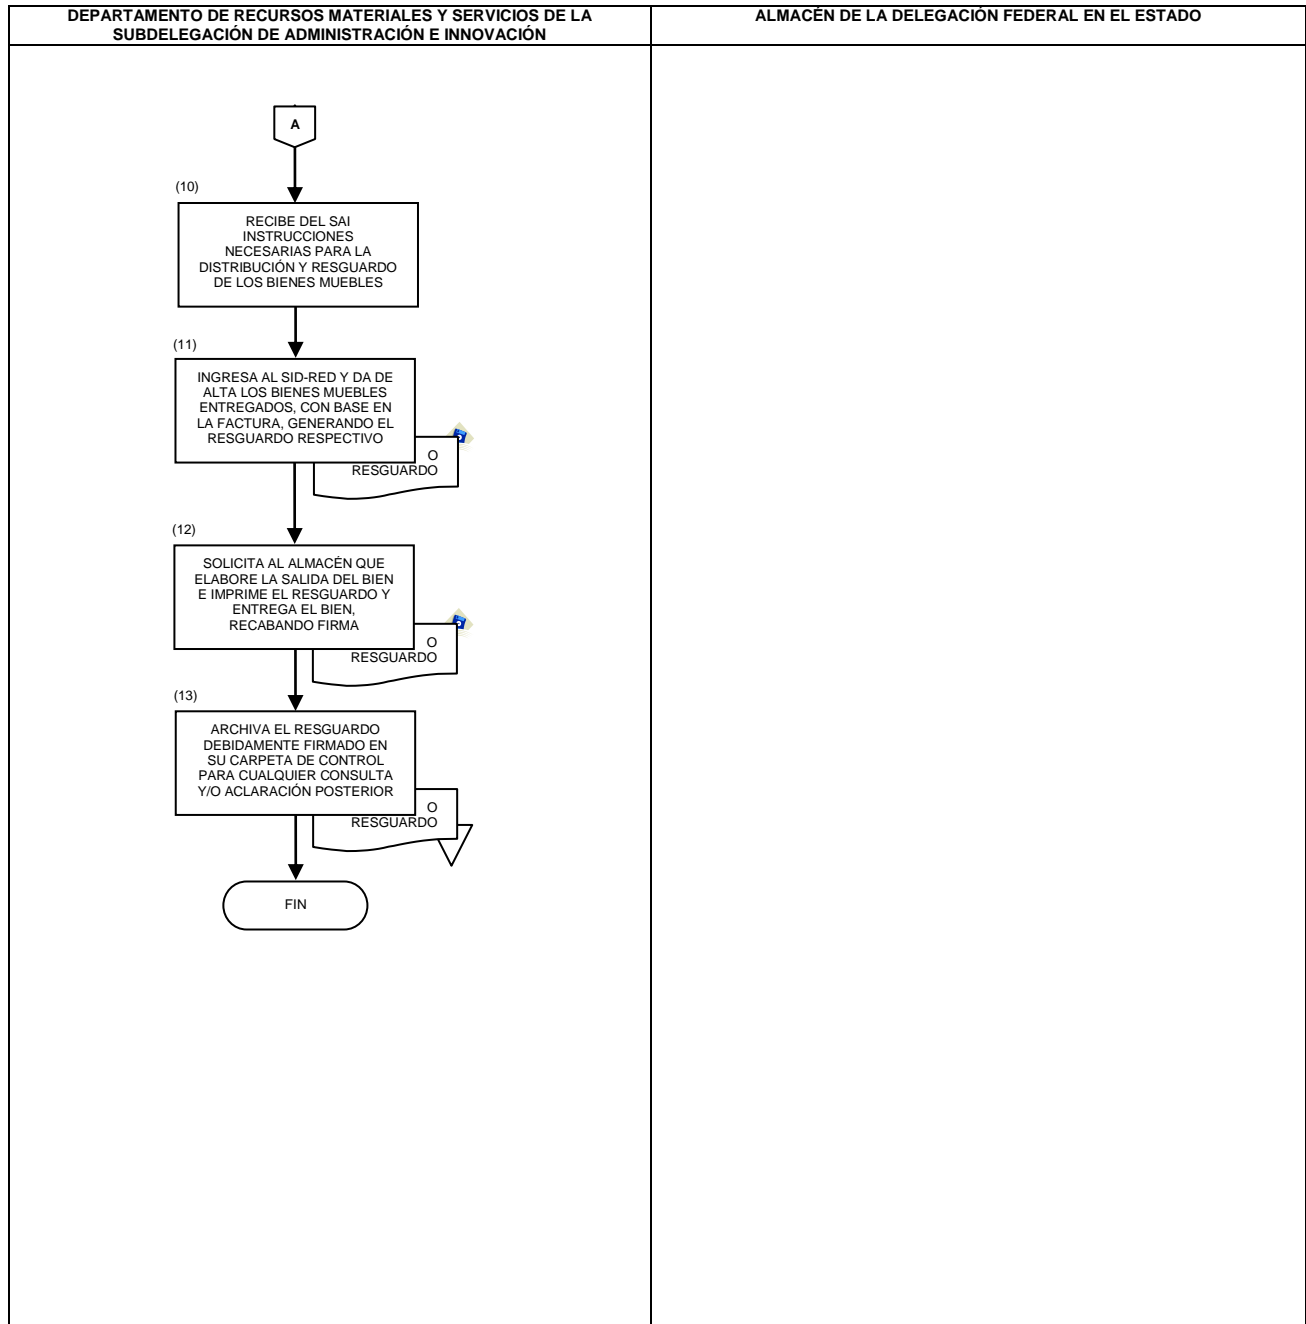 DEPARTAMENTO DE RECURSOS MATERIALES Y SERVICIOS DE LA
SUBDELEGACIÓN DE ADMINISTRACIÓN E INNOVACIÓN
ALMACÉN DE LA DELEGACIÓN FEDERAL EN EL ESTADO
A
(10)
RECIBE DEL SAI
INSTRUCCIONES
NECESARIAS PARA LA
DISTRIBUCIÓN Y RESGUARDO
DE LOS BIENES MUEBLES
(11)
INGRESA AL SID-RED Y DA DE
ALTA LOS BIENES MUEBLES
ENTREGADOS, CON BASE EN
LA FACTURA, GENERANDO EL
RESGUARDO RESPECTIVO
O
RESGUARDO
(12)
SOLICITA AL ALMACÉN QUE
ELABORE LA SALIDA DEL BIEN
E IMPRIME EL RESGUARDO Y
ENTREGA EL BIEN,
RECABANDO FIRMA
O
RESGUARDO
(13)
ARCHIVA EL RESGUARDO
DEBIDAMENTE FIRMADO EN
SU CARPETA DE CONTROL
PARA CUALQUIER CONSULTA
Y/O ACLARACIÓN POSTERIOR
O
RESGUARDO
FIN